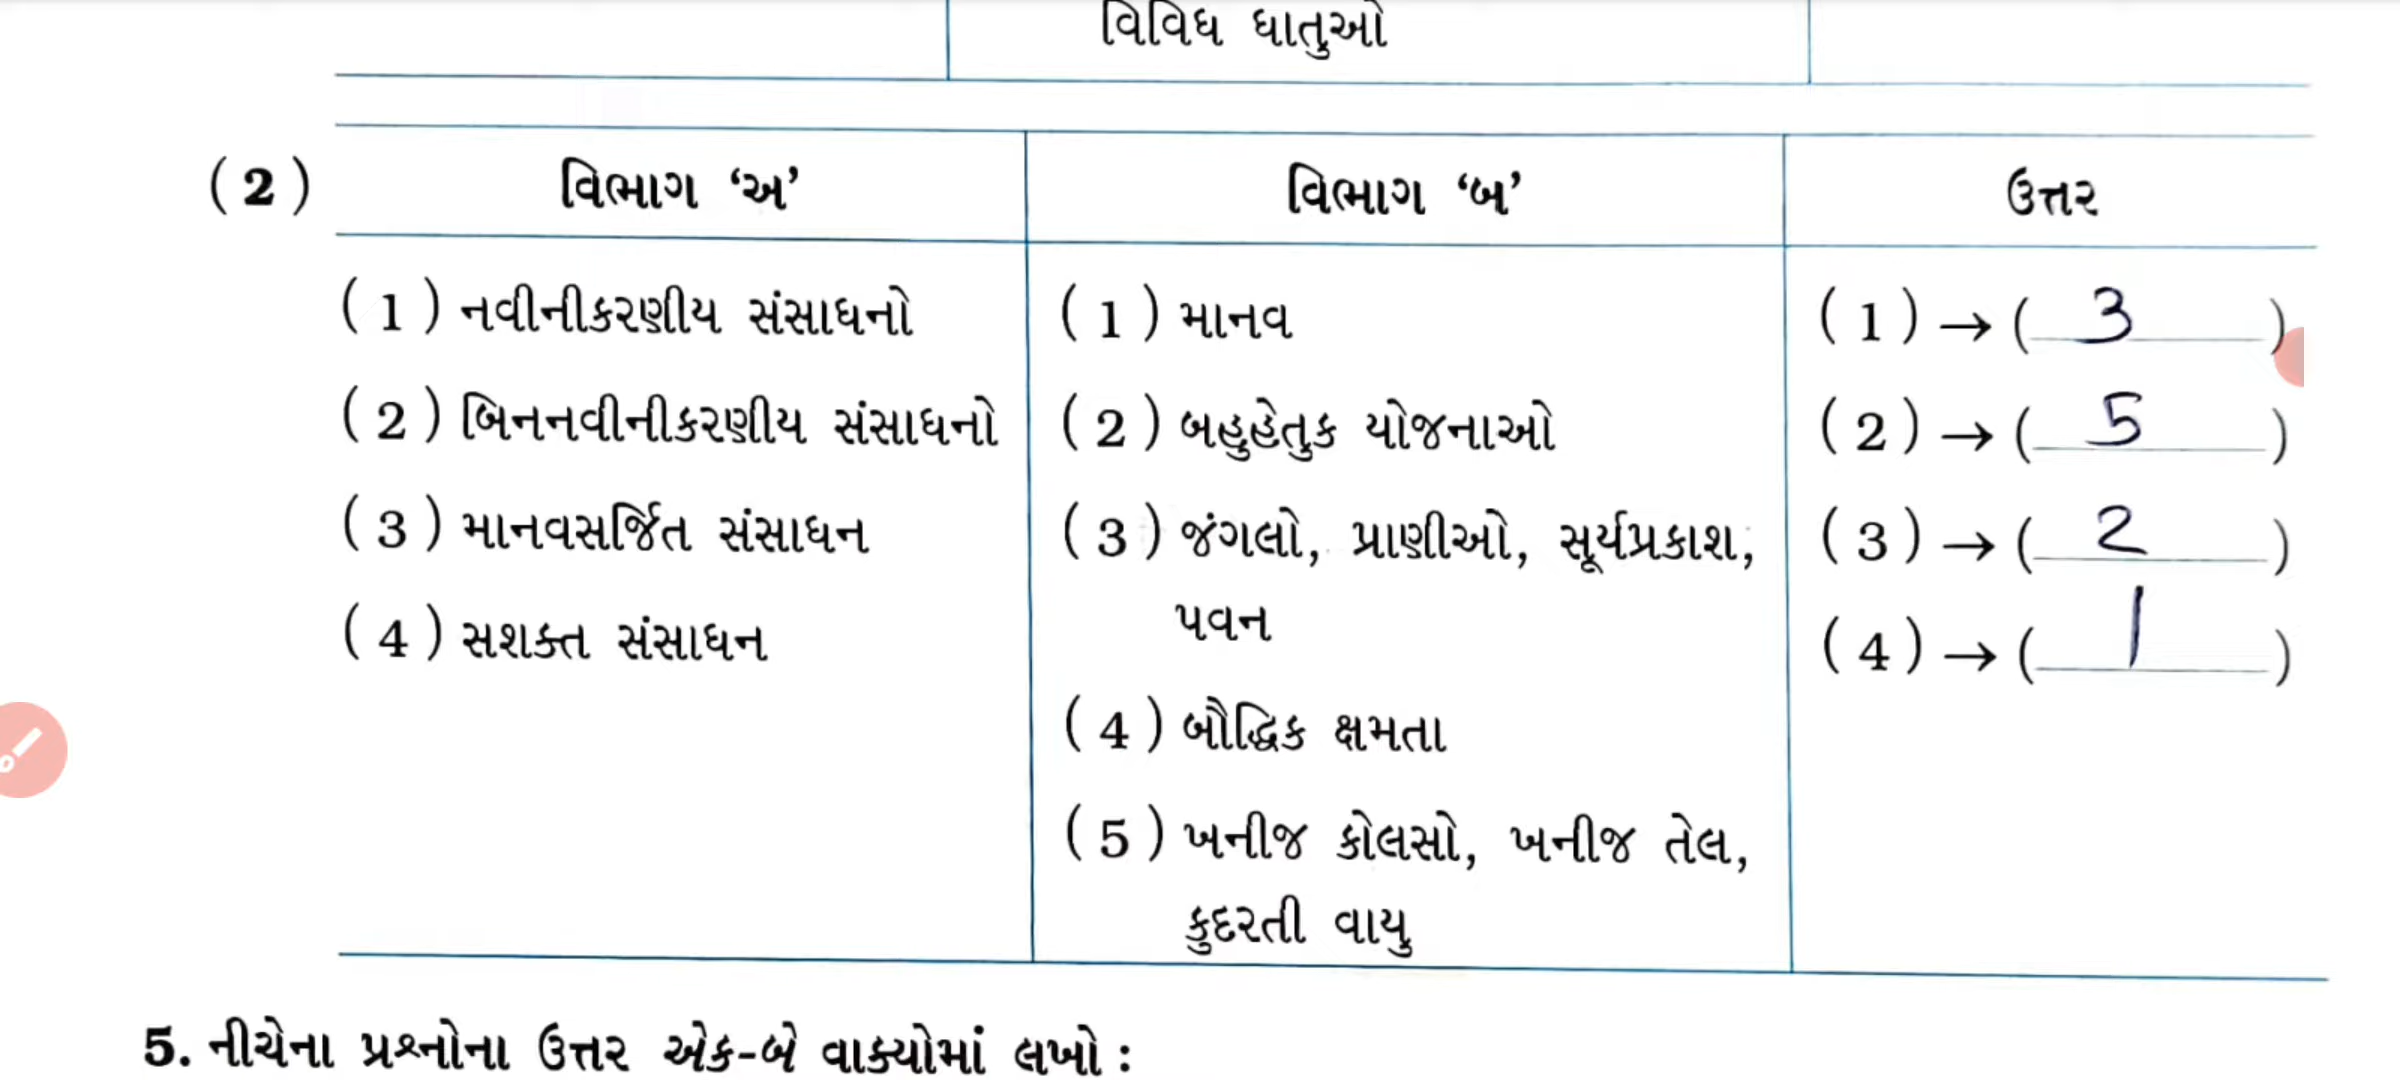 વિવિધ ધાતુઓ
(2) વિભાગ ‘અ’ વિભાગ ‘બ’ ઉત્તર
(1) નવીનીકરણીય સંસાધનો (1) માનવ (1) → ( 3 )
(2) બિનનવીનીકરણીય સંસાધનો (2) બહુહેતુક યોજનાઓ (2) → ( 5 )
(3) માનવસર્જિત સંસાધન (3) જંગલો, પ્રાણીઓ, સૂર્યપ્રકાશ, (3) → ( 2 )
પવન
(4) સશક્ત સંસાધન (4) → ( 1 )
(4) બૌદ્ધિક ક્ષમતા
(5) ખનીજ કોલસો, ખનીજ તેલ,
કુદરતી વાયુ
5. નીચેના પ્રશ્નોના ઉત્તર એક-બે વાક્યોમાં લખો :